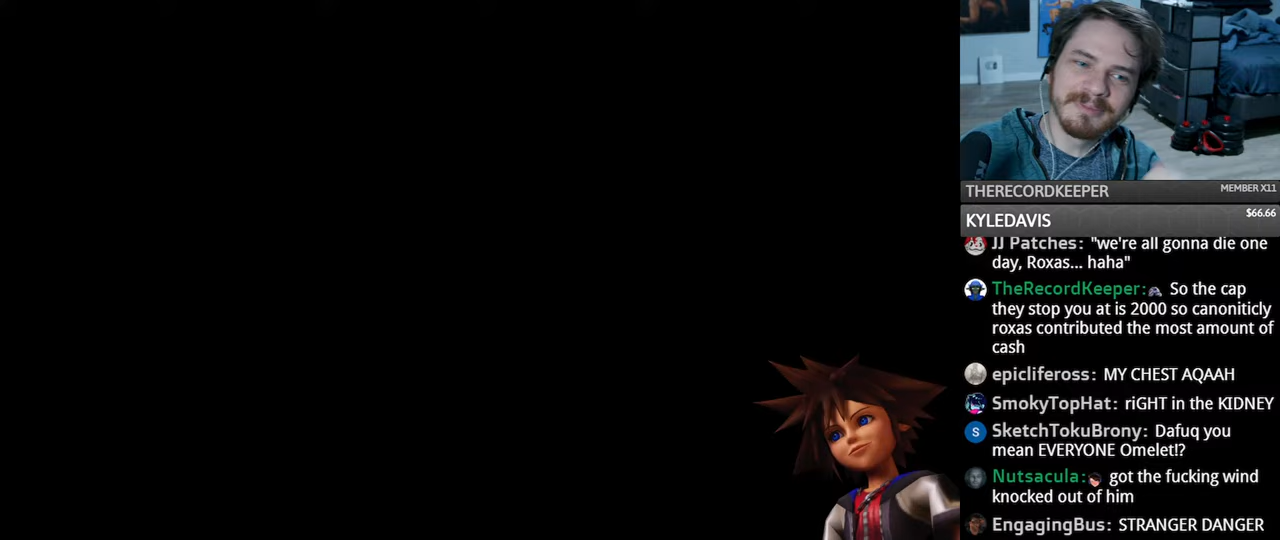 THERECORDKEEPER MEMBER X11
KYLEDAVIS $66.66
JJ Patches: "we're all gonna die one
day, Roxas... haha"
TheRecordKeeper: So the cap
they stop you at is 2000 so canoniticly
roxas contributed the most amount of
cash
epiclifeross: MY CHEST AQAAH
SmokyTopHat: riGHT in the KIDNEY
S SketchTokuBrony: Dafuq you
mean EVERYONE Omelet!?
Nutsacula: got the fucking wind
knocked out of him
EngagingBus: STRANGER DANGER